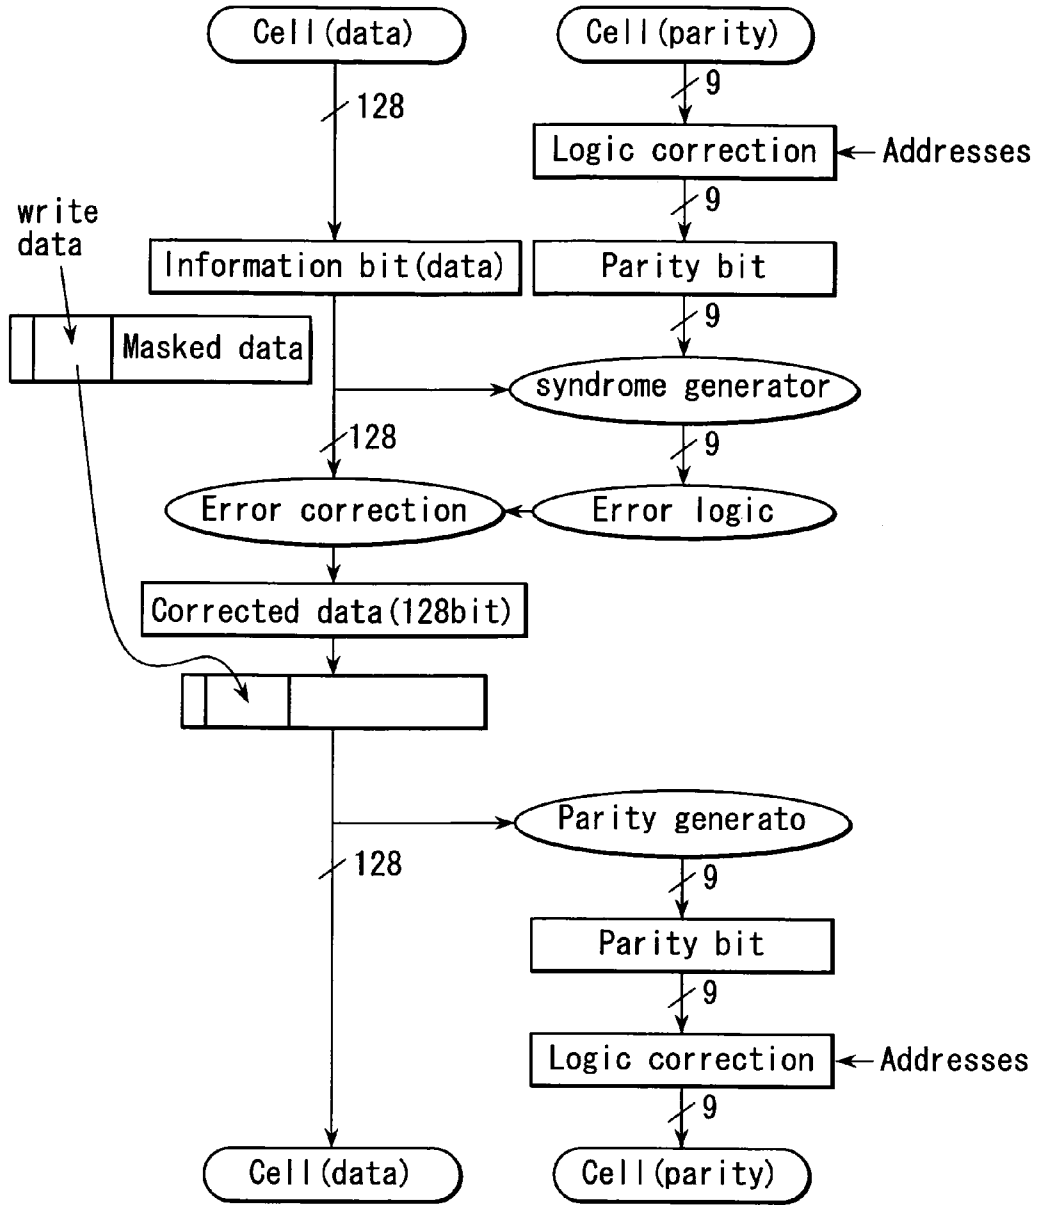 Cell(data)
Cell(parity)
9
128
Logic correction
Addresses
9
write
data
Information bit(data)
Parity bit
9
Masked data
syndrome generator
128
9
Error correction
Error logic
Corrected data(128bit)
Parity generato
128
9
Parity bit
9
Logic correction
Addresses
9
Cell(data)
Cell(parity)